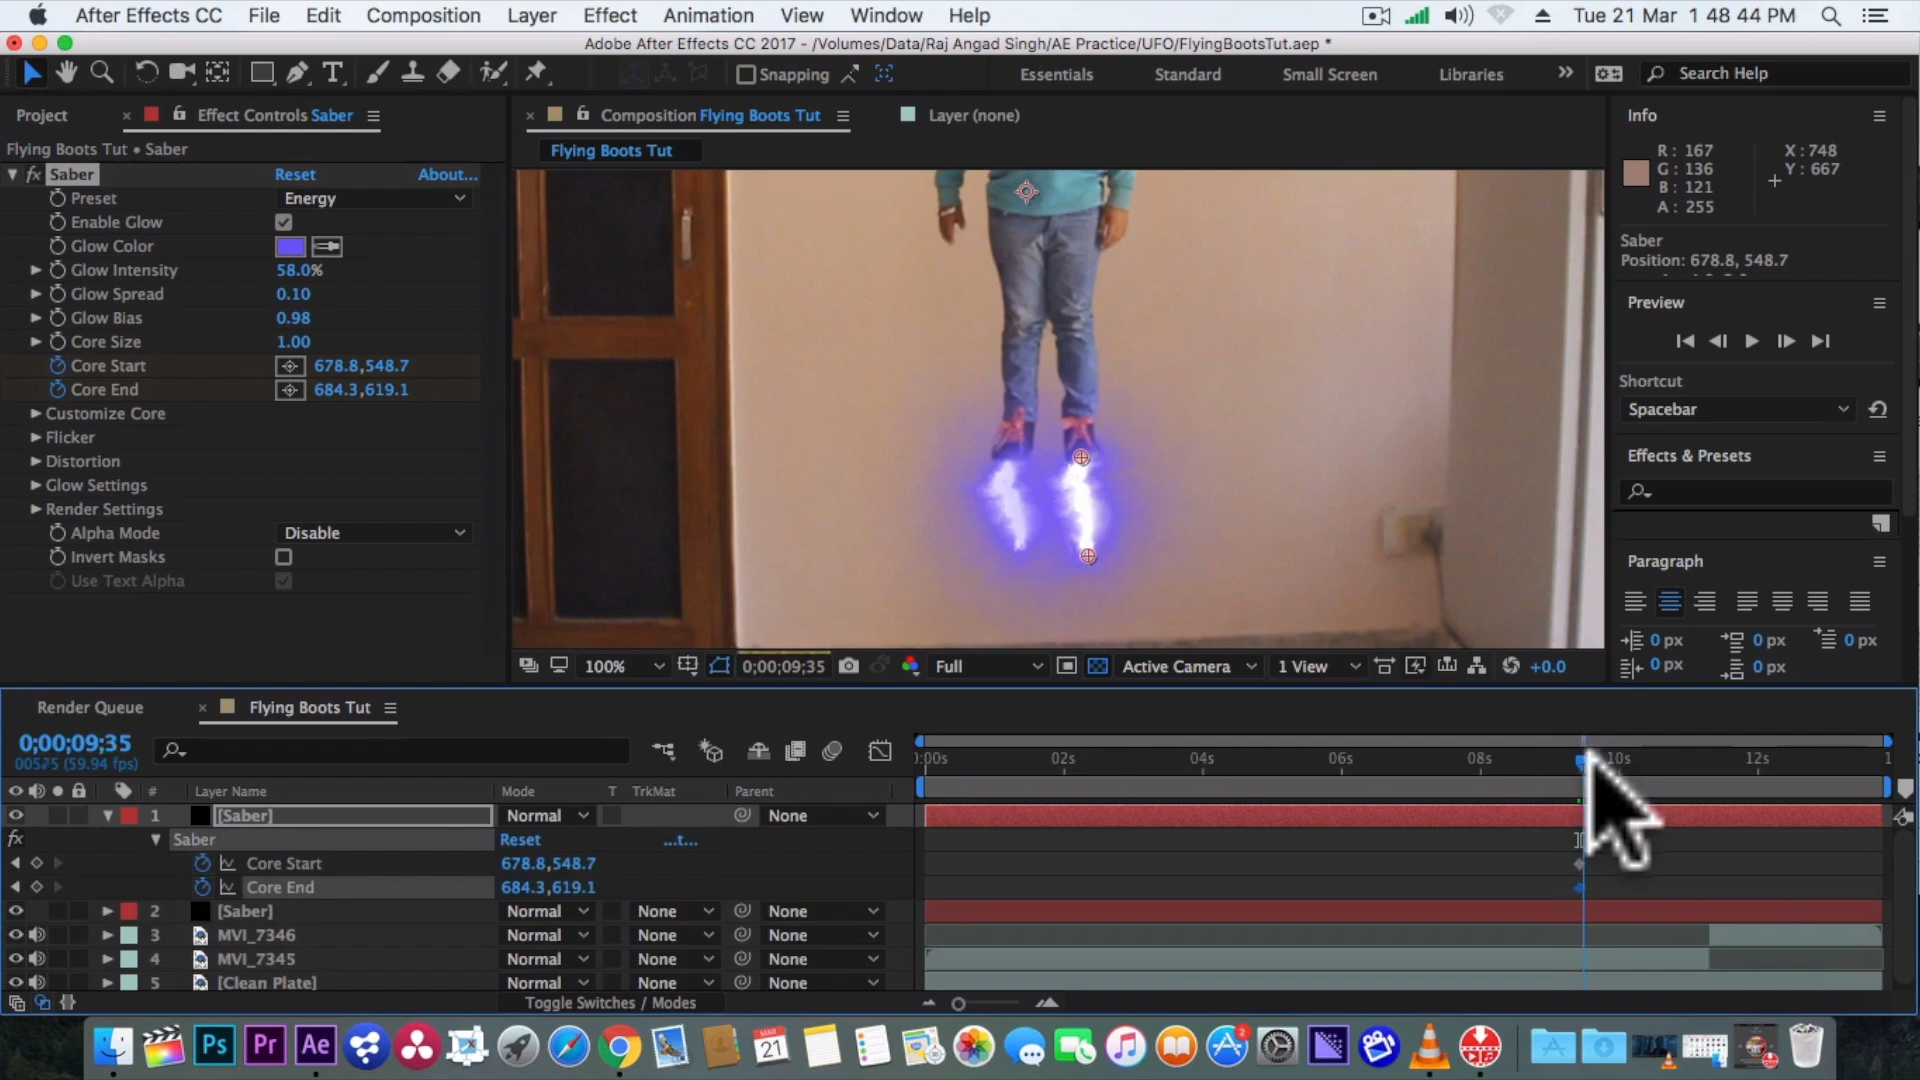 After Effects CC File Edit Composition Layer Effect Animation View Window Help Tue 21 Mar 1 48 44 PM
Adobe After Effects CC 2017 - /Volumes/Data/Raj Angad Singh/AE Practice/UFO/FlyingBootsTut.aep *
Snapping Essentials Standard Small Screen Libraries Search Help
Project Effect Controls Saber Composition Flying Boots Tut Layer (none) Info
Flying Boots Tut • Saber Flying Boots Tut
R : 167 X : 748
G : 136 Y : 667
B : 121
A : 255
fx Saber Reset About...
Preset Energy
Enable Glow
Glow Color
Glow Intensity 58.0%
Glow Spread 0.10
Glow Bias 0.98
Core Size 1.00
Core Start 678.8,548.7
Core End 684.3,619.1
Customize Core
Flicker
Distortion
Glow Settings
Render Settings
Alpha Mode Disable
Invert Masks
Use Text Alpha
Saber
Position: 678.8, 548.7
Preview
Shortcut
Spacebar
Effects & Presets
Paragraph
0 px 0 px 0 px
0 px 0 px
100% 0;00;09;35 Full Active Camera 1 View +0.0
Render Queue Flying Boots Tut
0;00;09;35
00575 (59.94 fps)
):00s 02s 04s 06s 08s 10s 12s 1
# Layer Name Mode T TrkMat Parent
1 [Saber] Normal None
fx Saber Reset ...t...
Core Start 678.8,548.7
Core End 684.3,619.1
2 [Saber] Normal None None
3 MVI_7346 Normal None None
4 MVI_7345 Normal None None
5 [Clean Plate] Normal None None
Toggle Switches / Modes
Ps Pr Ae MAR 21 2